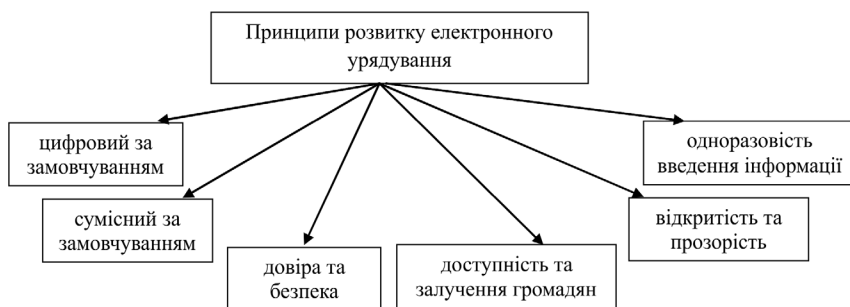 Принципи розвитку електронного
урядування
цифровий за
замовчуванням
одноразовість
введення інформації
сумісний за
замовчуванням
відкритість та
прозорість
довіра та
безпека
доступність та
залучення громадян